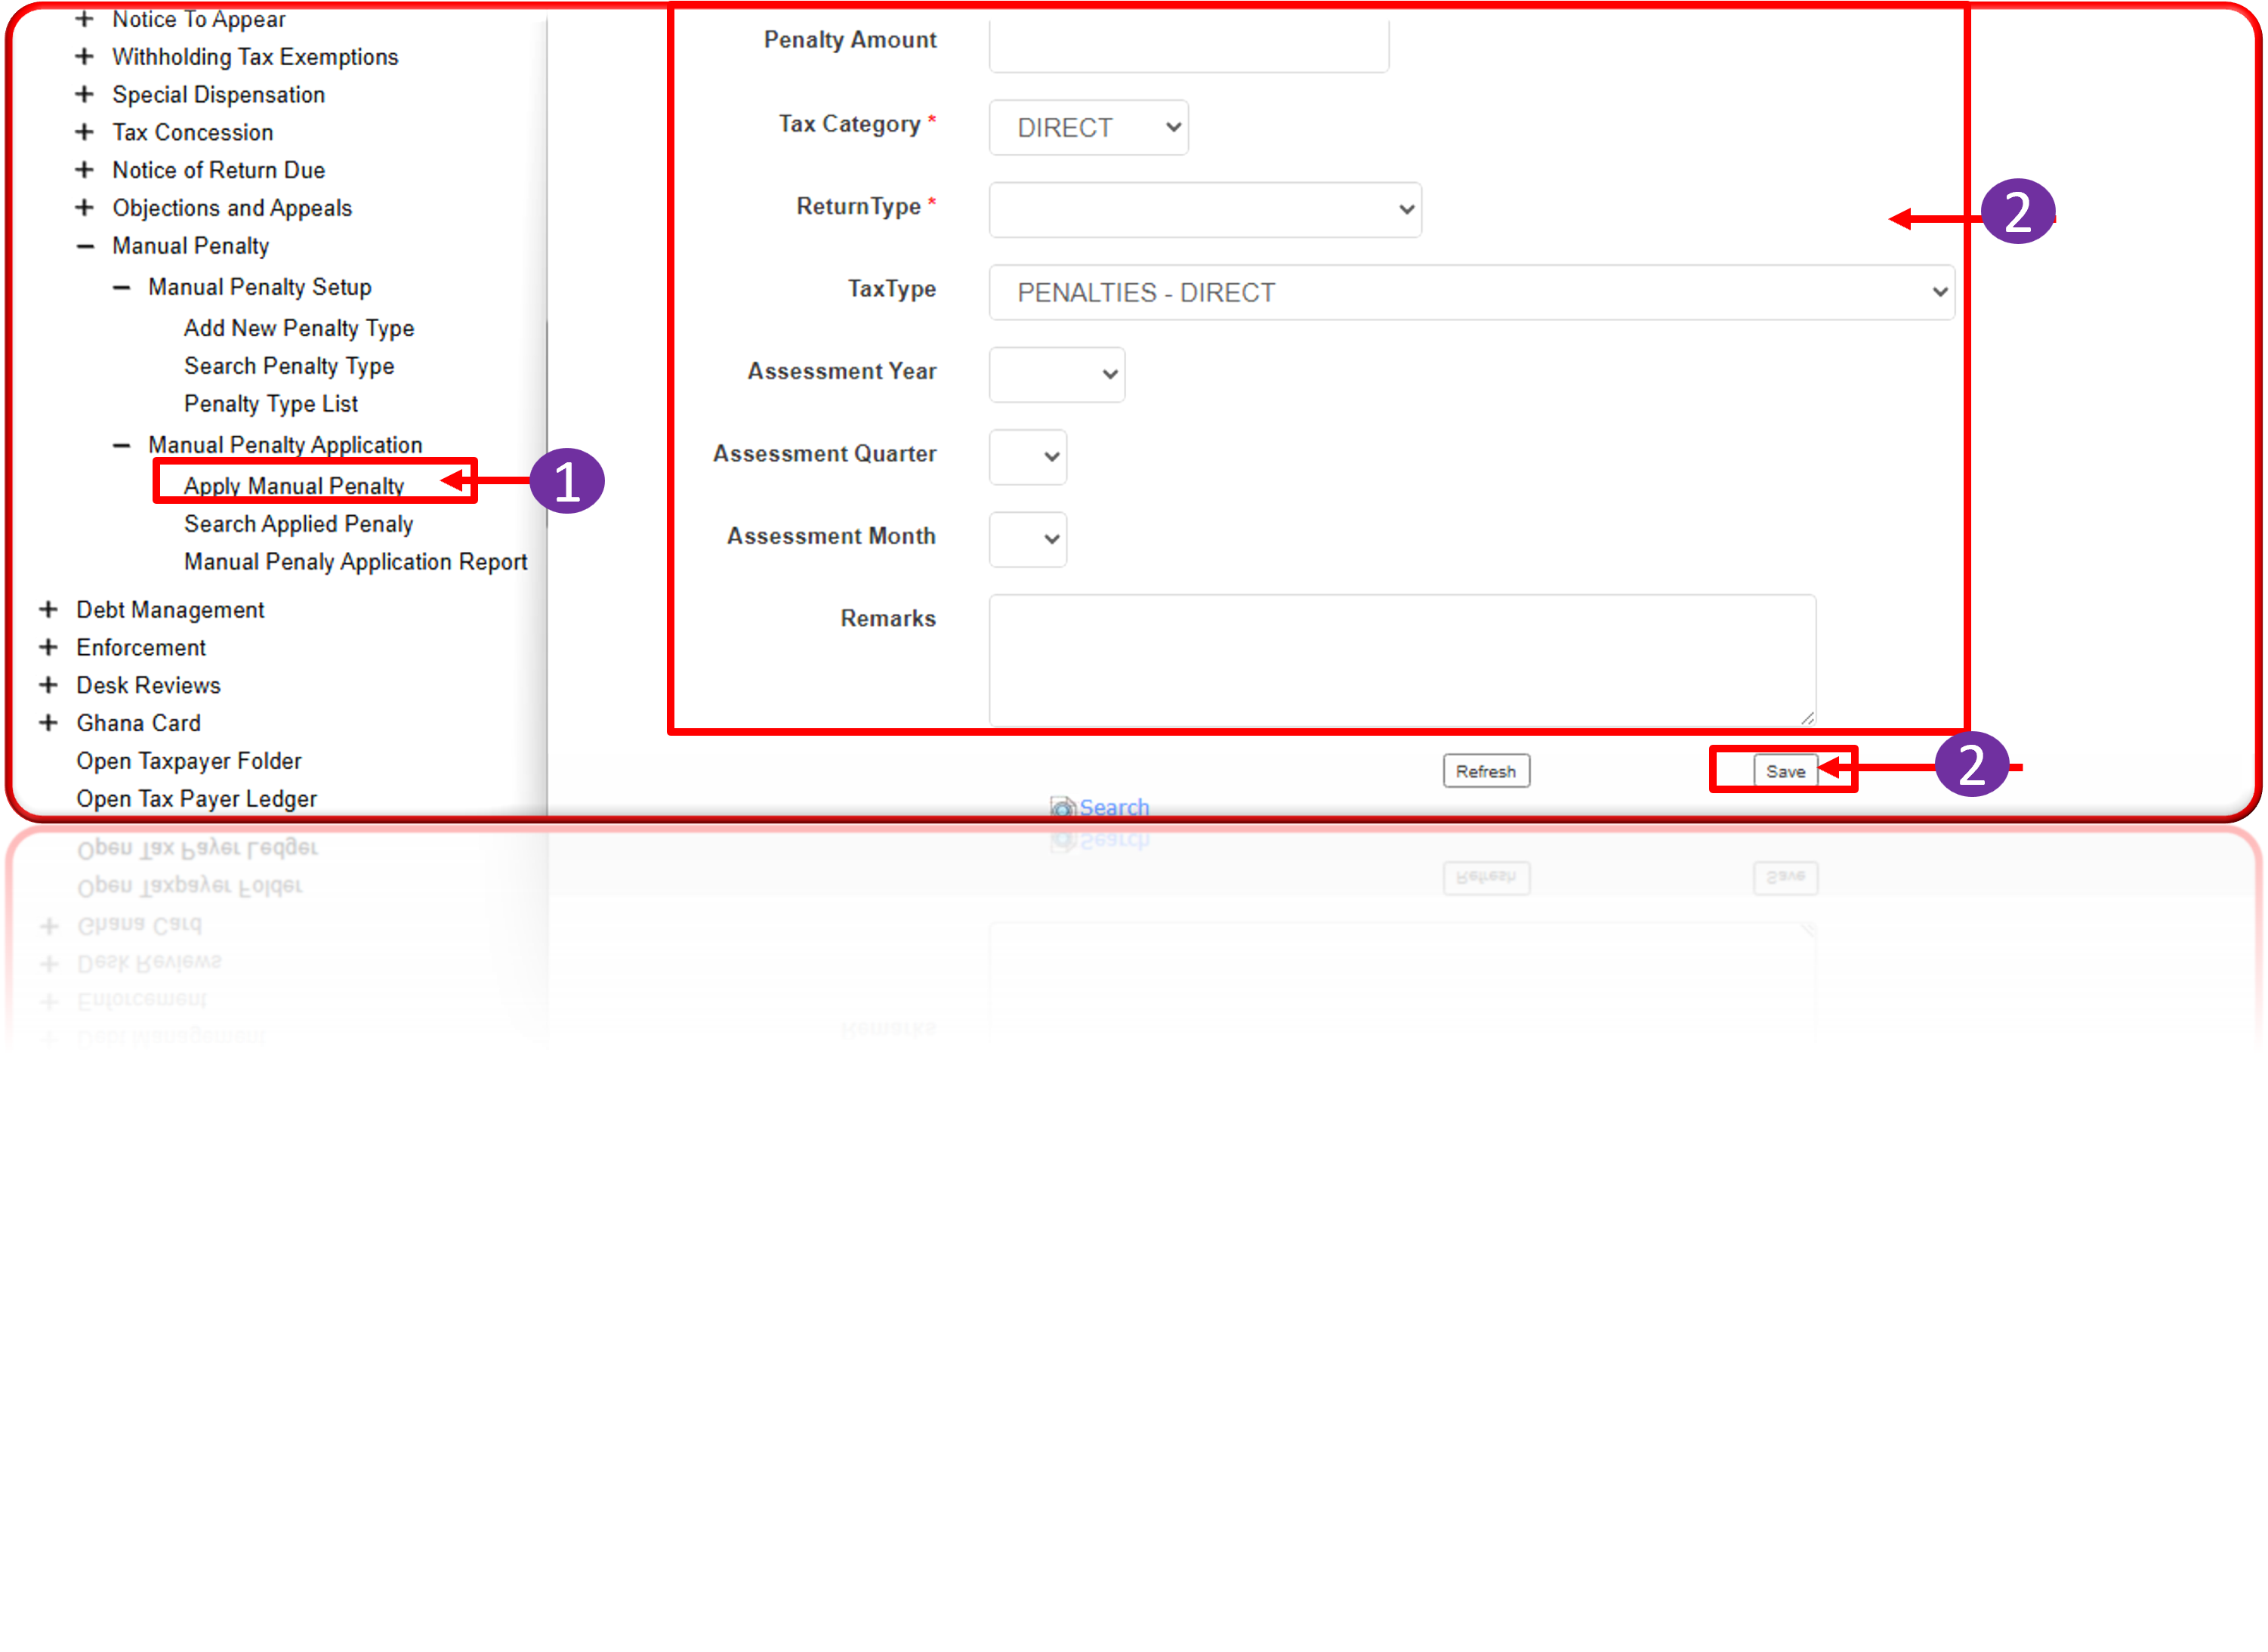 Notice To Appear
Withholding Tax Exemptions
Special Dispensation
Tax Concession
Notice of Return Due
Objections and Appeals
Manual Penalty
Manual Penalty Setup
Add New Penalty Type
Search Penalty Type
Penalty Type List
Manual Penalty Application
Apply Manual Penalty
1
Search Applied Penaly
Manual Penaly Application Report
Debt Management
Enforcement
Desk Reviews
Ghana Card
Open Taxpayer Folder
Open Tax Payer Ledger
Penalty Amount
Tax Category * DIRECT
ReturnType *
2
TaxType PENALTIES - DIRECT
Assessment Year
Assessment Quarter
Assessment Month
Remarks
Refresh Save
2
Search